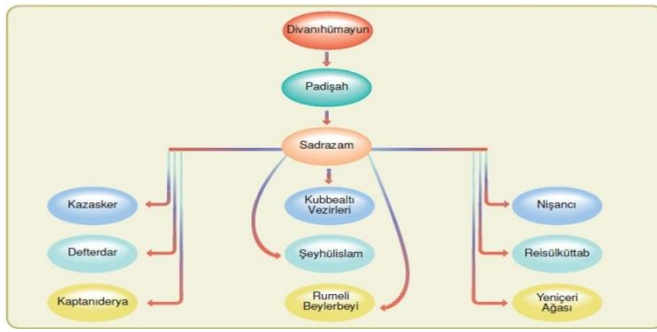 Divanıhümayun
Padişah
Sadrazam
Kazasker
Kubbealtı
Vezirleri
Nişancı
Defterdar
Şeyhülislam
Reisülküttab
Kaptanıderya
Rumeli
Beylerbeyi
Yeniçeri
Ağası